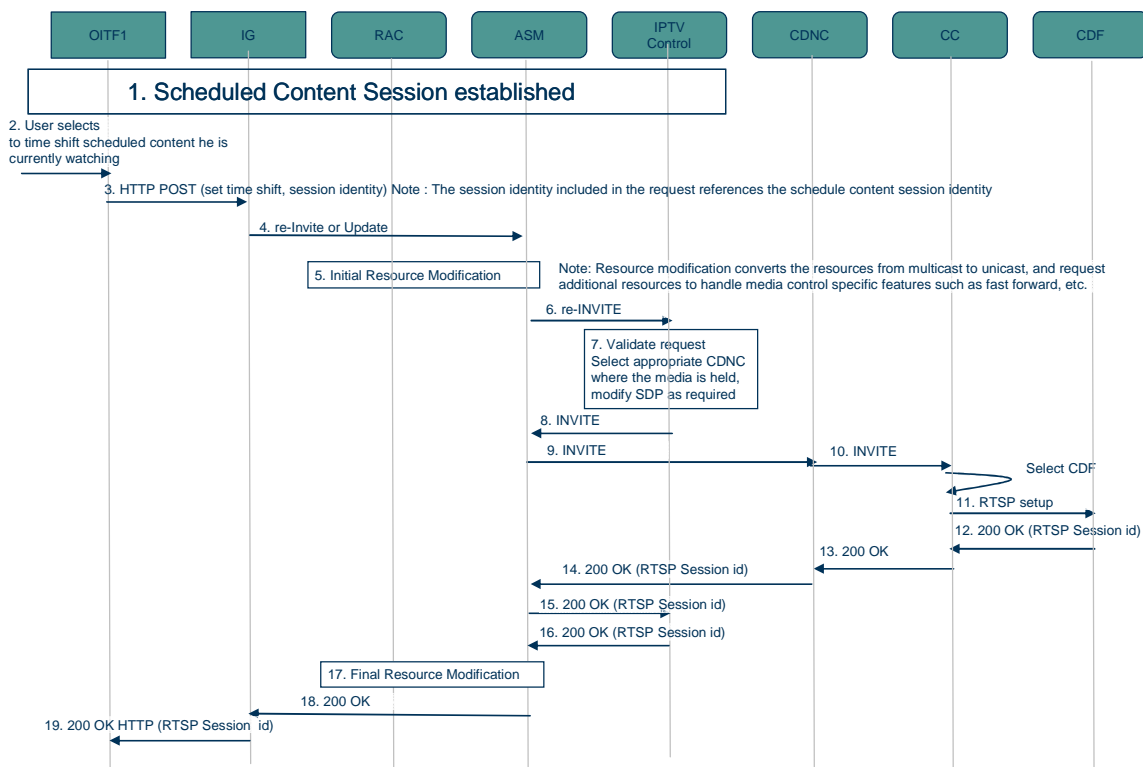 OITF1
IG
RAC
ASM
IPTV
Control
CDNC
CC
CDF
1. Scheduled Content Session established
2. User selects
to time shift scheduled content he is
currently watching
3. HTTP POST (set time shift, session identity) Note : The session identity included in the request references the schedule content session identity
4. re-Invite or Update
5. Initial Resource Modification
Note: Resource modification converts the resources from multicast to unicast, and request
additional resources to handle media control specific features such as fast forward, etc.
6. re-INVITE
7. Validate request
Select appropriate CDNC
where the media is held,
modify SDP as required
8. INVITE
9. INVITE
10. INVITE
Select CDF
11. RTSP setup
12. 200 OK (RTSP Session id)
13. 200 OK
14. 200 OK (RTSP Session id)
15. 200 OK (RTSP Session id)
16. 200 OK (RTSP Session id)
17. Final Resource Modification
18. 200 OK
19. 200 OK HTTP (RTSP Session id)